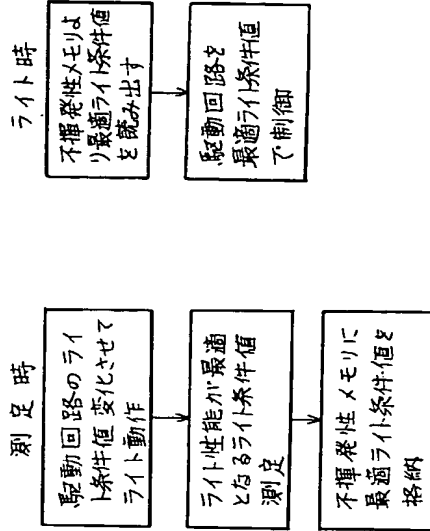 測定時
駆動回路のライ
ト条件値変化させて
ライト動作
ライト性能が最適
となるライト条件値
測定
不揮発性メモリに
最適ライト条件値を
格納
ライト時
不揮発性メモリよ
り最適ライト条件値
を読み出す
駆動回路を
最適ライト条件値
で制御